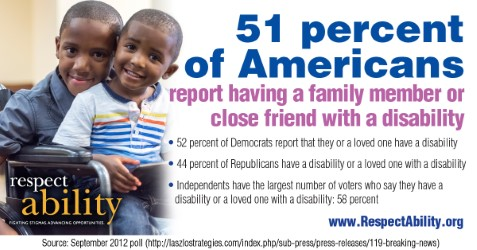 51 percent
of Americans
report having a family member or
close friend with a disability
• 52 percent of Democrats report that they or a loved one have a disability
• 44 percent of Republicans have a disability or a loved one with a disability
• Independents have the largest number of voters who say they have a
disability or a loved one with a disability: 58 percent
respect
ability
FIGHTING STIGMAS. ADVANCING OPPORTUNITIES.
www.RespectAbility.org
Source: September 2012 poll (http://laszlostrategies.com/index.php/sub-press/press-releases/119-breaking-news)